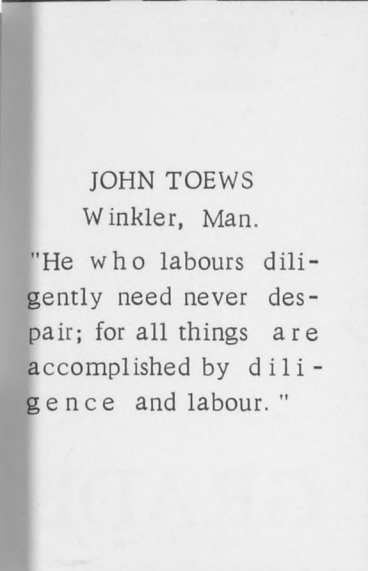 JOHN TOEWS
Winkler, Man.
"He who labours dili-
gently need never des-
pair; for all things are
accomplished by dili-
gence and labour."